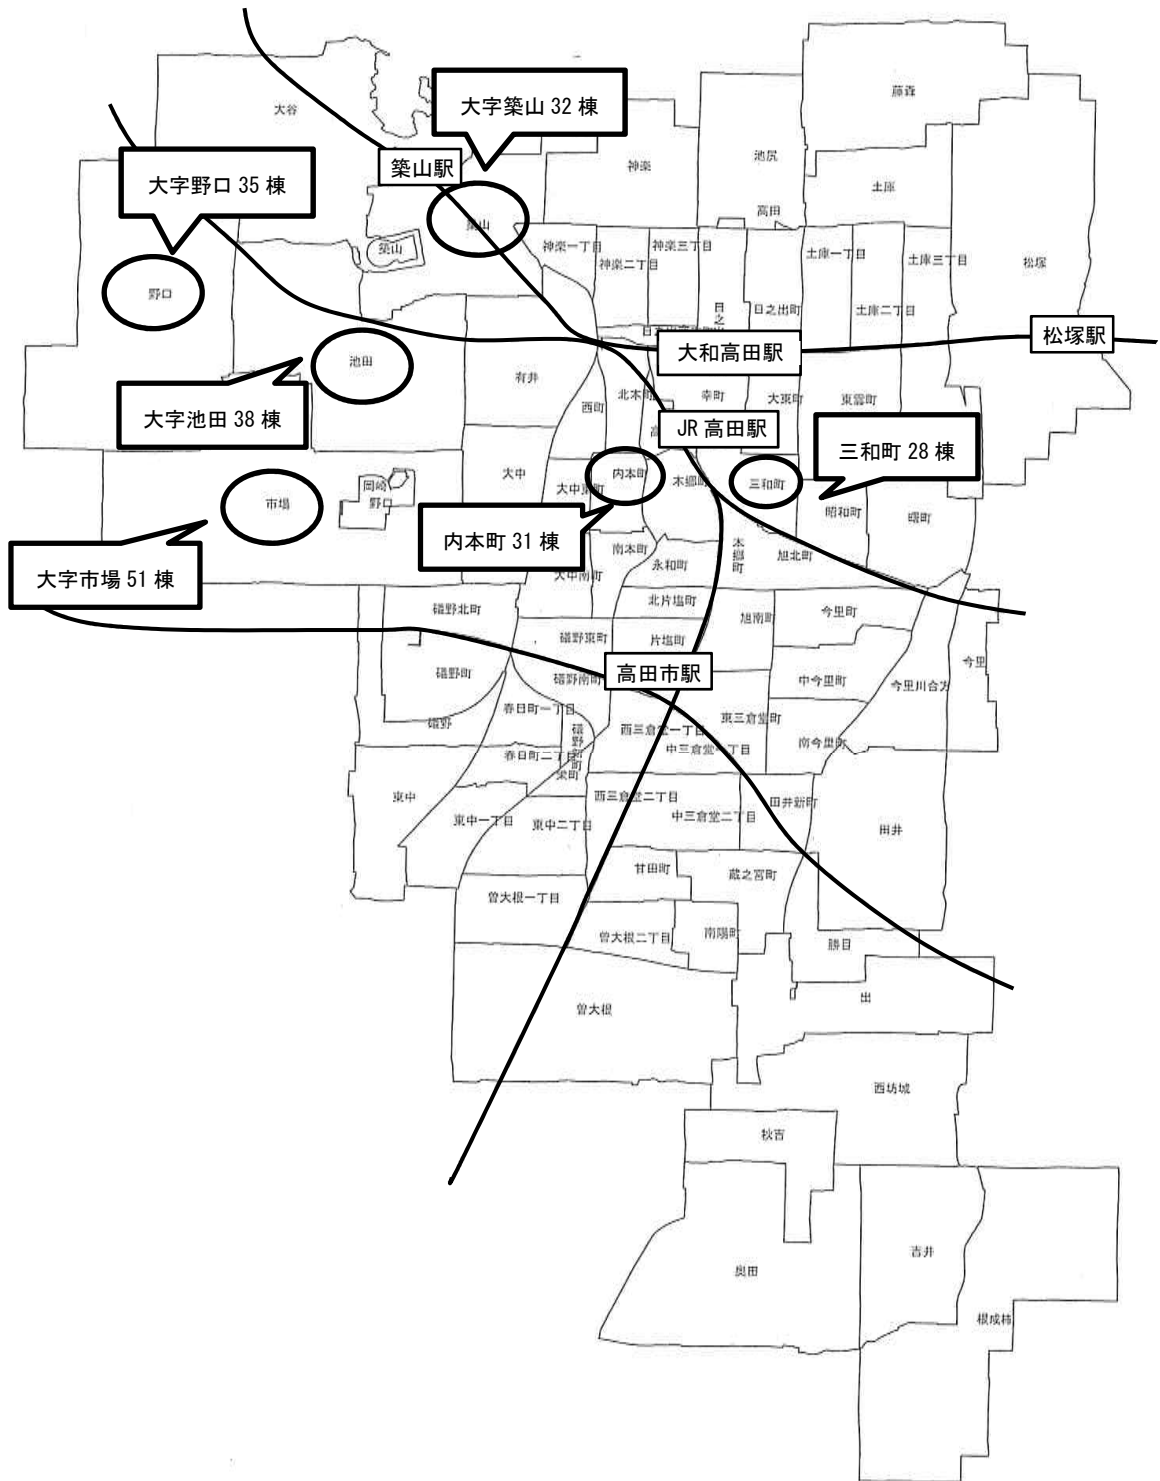 大谷
大字築山 32 棟
藤森
築山駅
神楽
池尻
土庫
大字野口 35 棟
高田
築山
築山
神楽一丁目
神楽二丁目
神楽三丁目
土庫一丁目
土庫三丁目
松塚
野口
日之出町
土庫二丁目
大和高田駅
松塚駅
池田
有井
西町
北本町
幸町
大東町
東雲町
大字池田 38 棟
JR 高田駅
三和町 28 棟
大中
内本町
本郷町
三和町
岡崎
野口
市場
大中東町
昭和町
曙町
内本町 31 棟
南本町
本郷町
旭北町
大字市場 51 棟
大中南町
永和町
礒野北町
北片塩町
旭南町
今里町
礒野東町
片塩町
今里
高田市駅
礒野町
礒野南町
中今里町
今里川合方
礒野
春日町一丁目
西三倉堂一丁目
東三倉堂町
中三倉堂一丁目
南今里町
礒野新町
春日町二丁目
栄町
東中
西三倉堂二丁目
田井新町
東中一丁目
東中二丁目
中三倉堂二丁目
田井
甘田町
蔵之宮町
曽大根一丁目
曽大根二丁目
南陽町
勝目
曽大根
出
西坊城
秋吉
奥田
吉井
根成柿